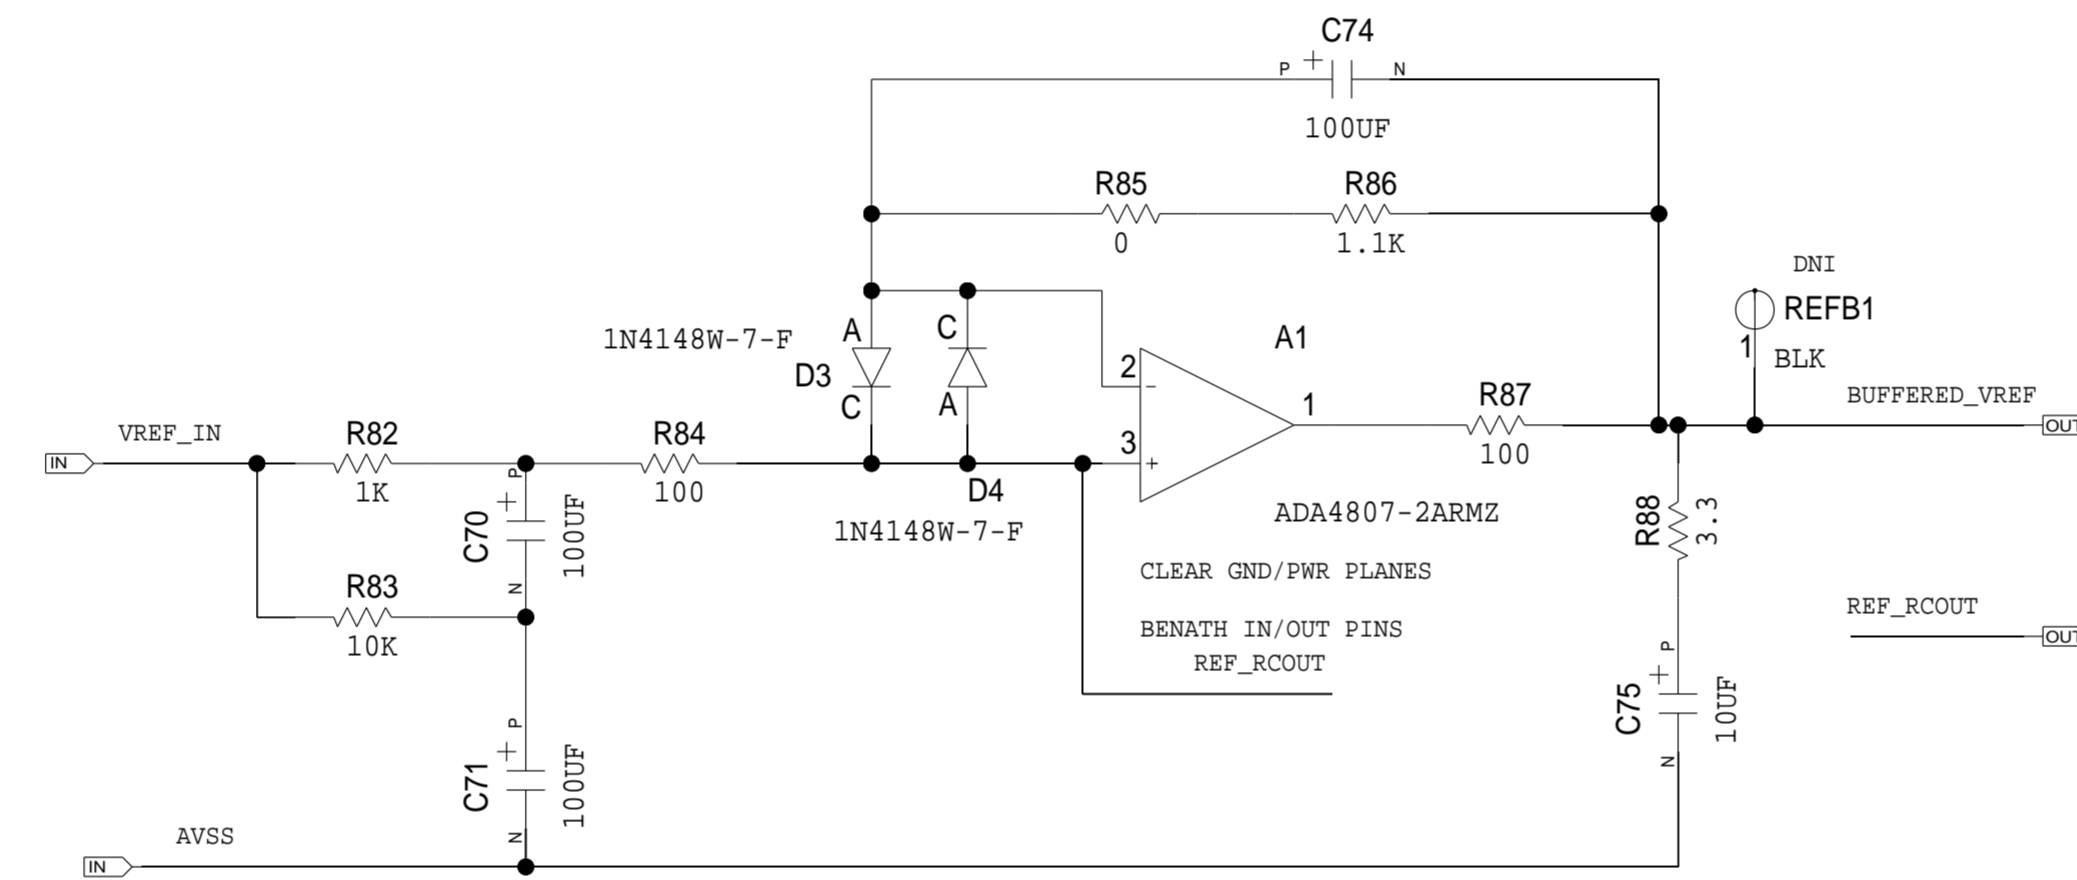 C74
P + N
100UF
R85 R86
0 1.1K
DNI
REFB1
1
BLK
1N4148W-7-F
A C
D3
C A
A1
2 -
3 +
1
R87
100
BUFFERED_VREF
OUT
VREF_IN
IN
R82
1K
R84
100
D4
1N4148W-7-F
ADA4807-2ARMZ
P
+
C70
100UF
N
R83
10K
CLEAR GND/PWR PLANES
BENATH IN/OUT PINS
REF_RCOUT
R88
3.3
REF_RCOUT
OUT
P
+
C75
10UF
N
P
+
C71
100UF
N
AVSS
IN